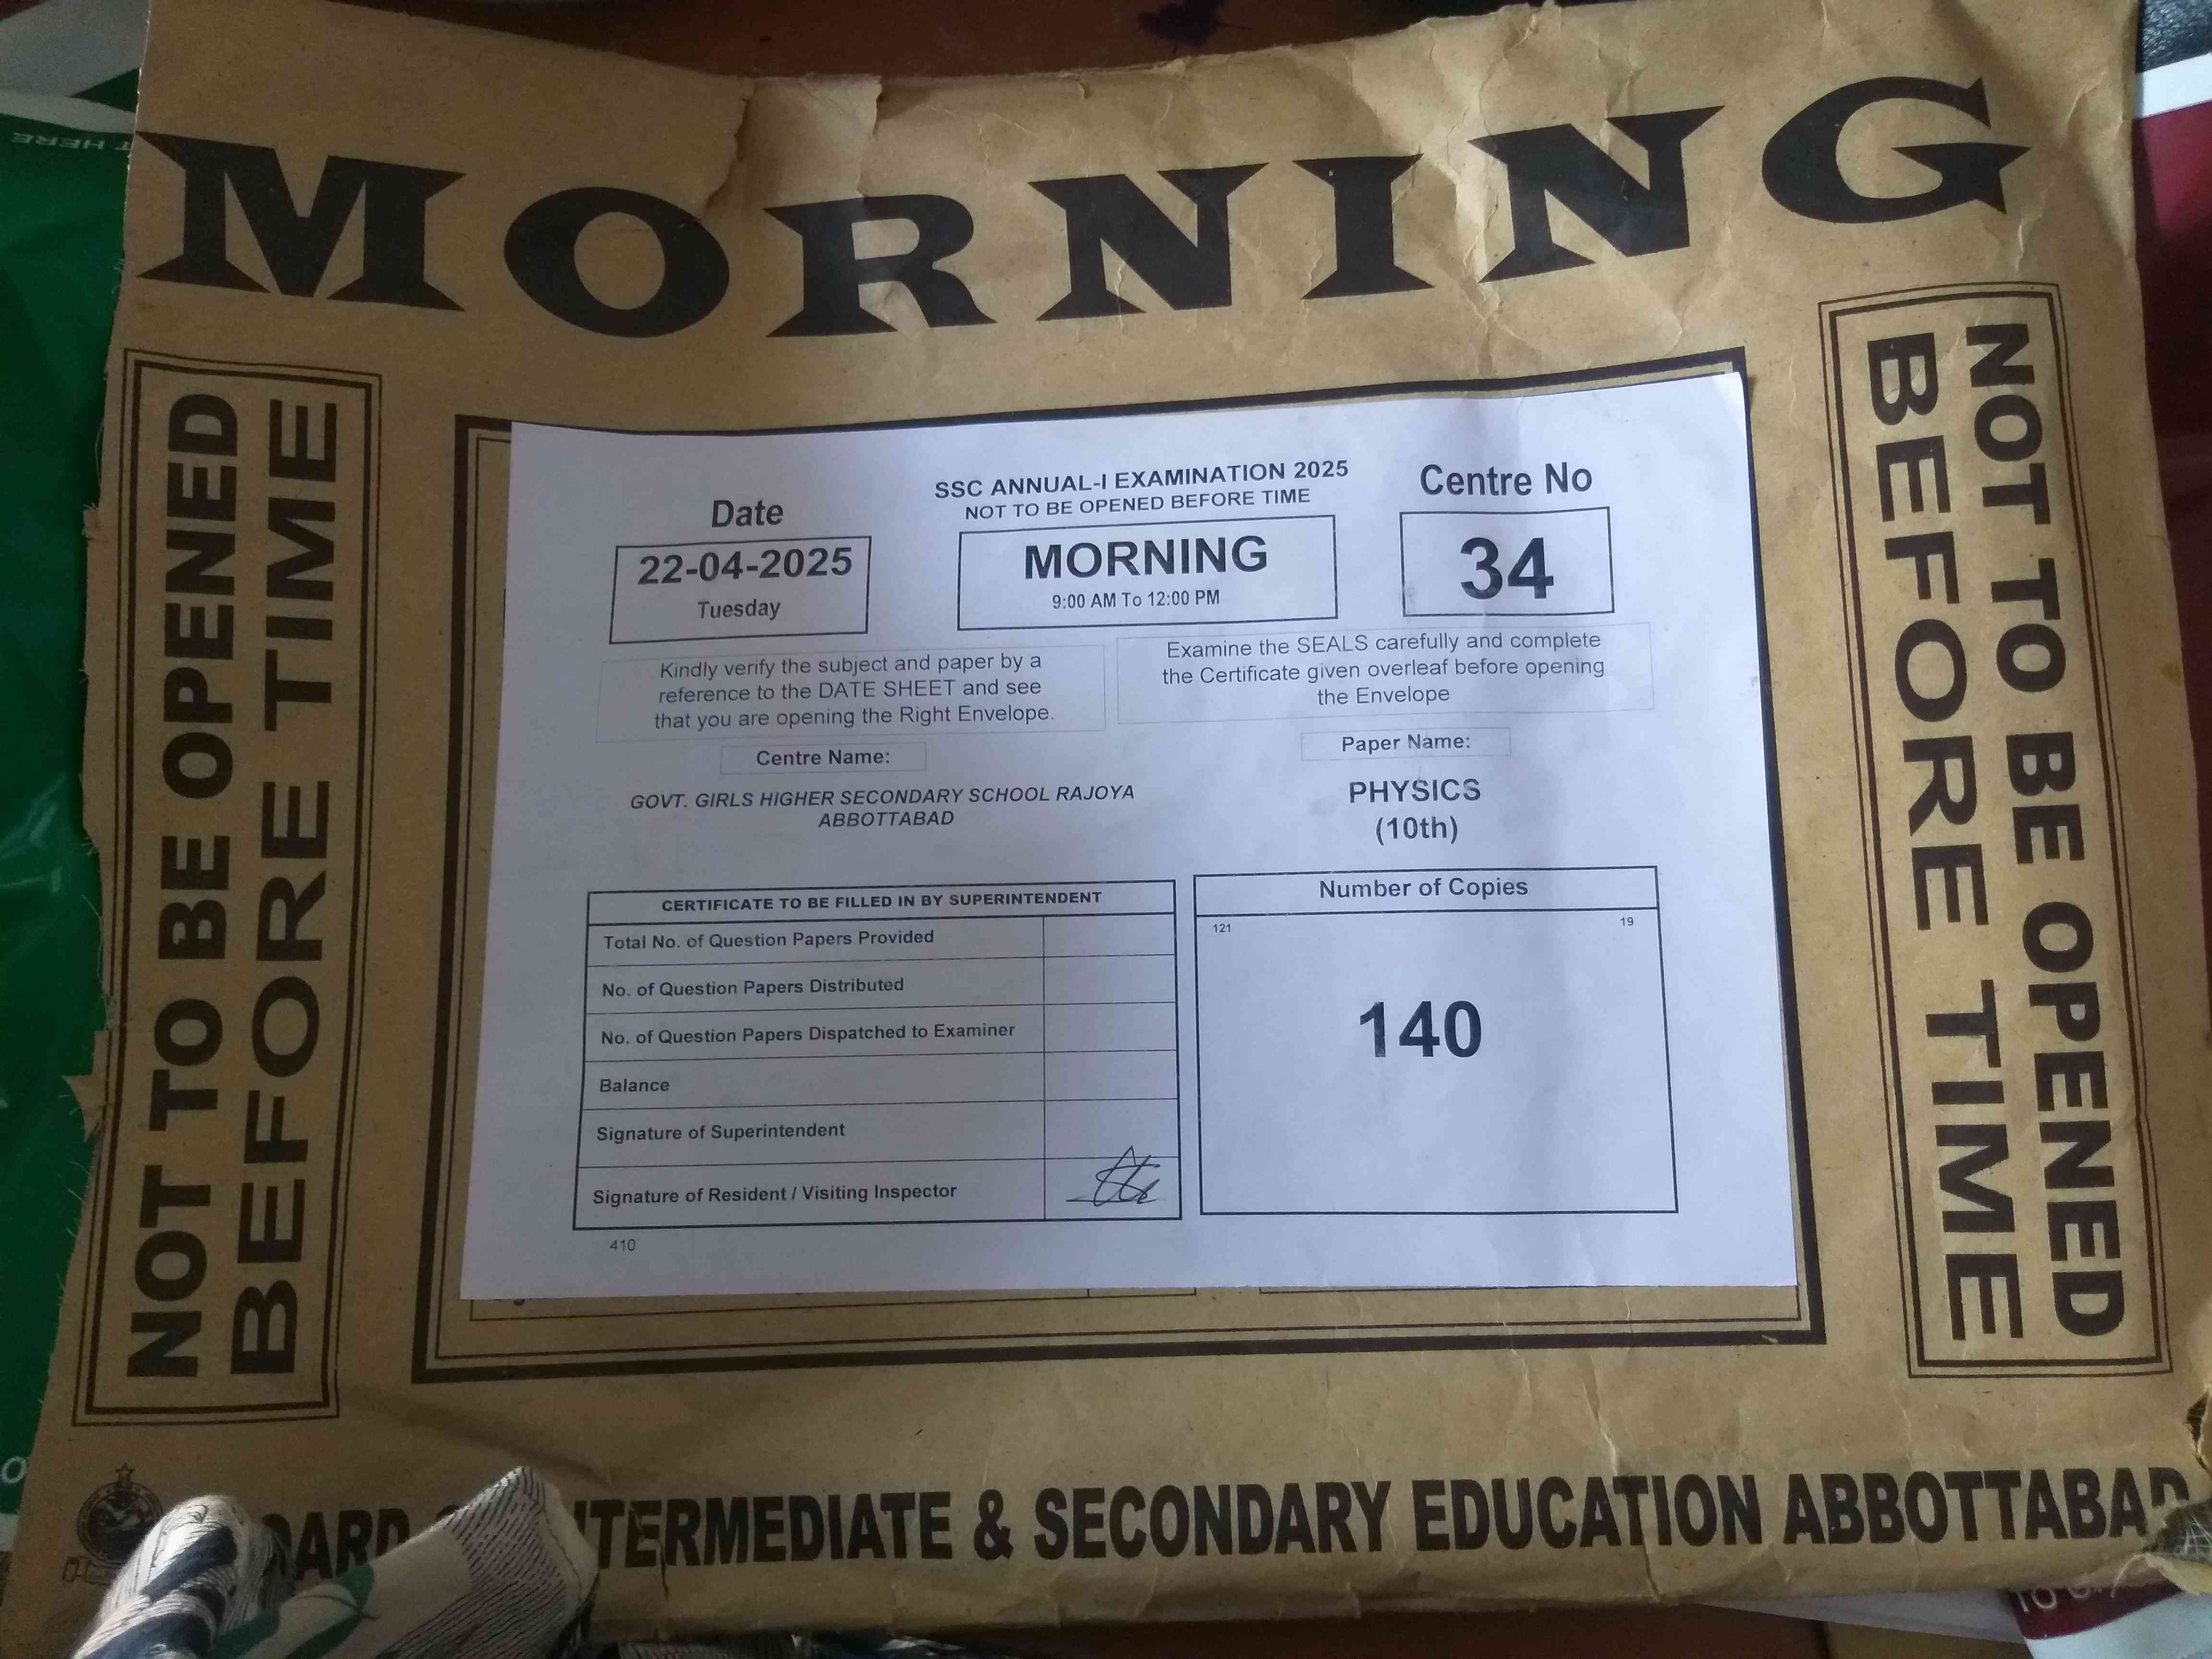 MORNING
NOT TO BE OPENED
BEFORE TIME
NOT TO BE OPENED
BEFORE TIME
SSC ANNUAL-I EXAMINATION 2025
NOT TO BE OPENED BEFORE TIME
Date
22-04-2025
Tuesday
MORNING
9:00 AM To 12:00 PM
Centre No
34
Kindly verify the subject and paper by a
reference to the DATE SHEET and see
that you are opening the Right Envelope.
Examine the SEALS carefully and complete
the Certificate given overleaf before opening
the Envelope
Centre Name:
GOVT. GIRLS HIGHER SECONDARY SCHOOL RAJOYA
ABBOTTABAD
Paper Name:
PHYSICS
(10th)
CERTIFICATE TO BE FILLED IN BY SUPERINTENDENT
Total No. of Question Papers Provided
No. of Question Papers Distributed
No. of Question Papers Dispatched to Examiner
Balance
Signature of Superintendent
Signature of Resident / Visiting Inspector
410
Number of Copies
121 19
140
INTERMEDIATE & SECONDARY EDUCATION ABBOTTABAD
HERE